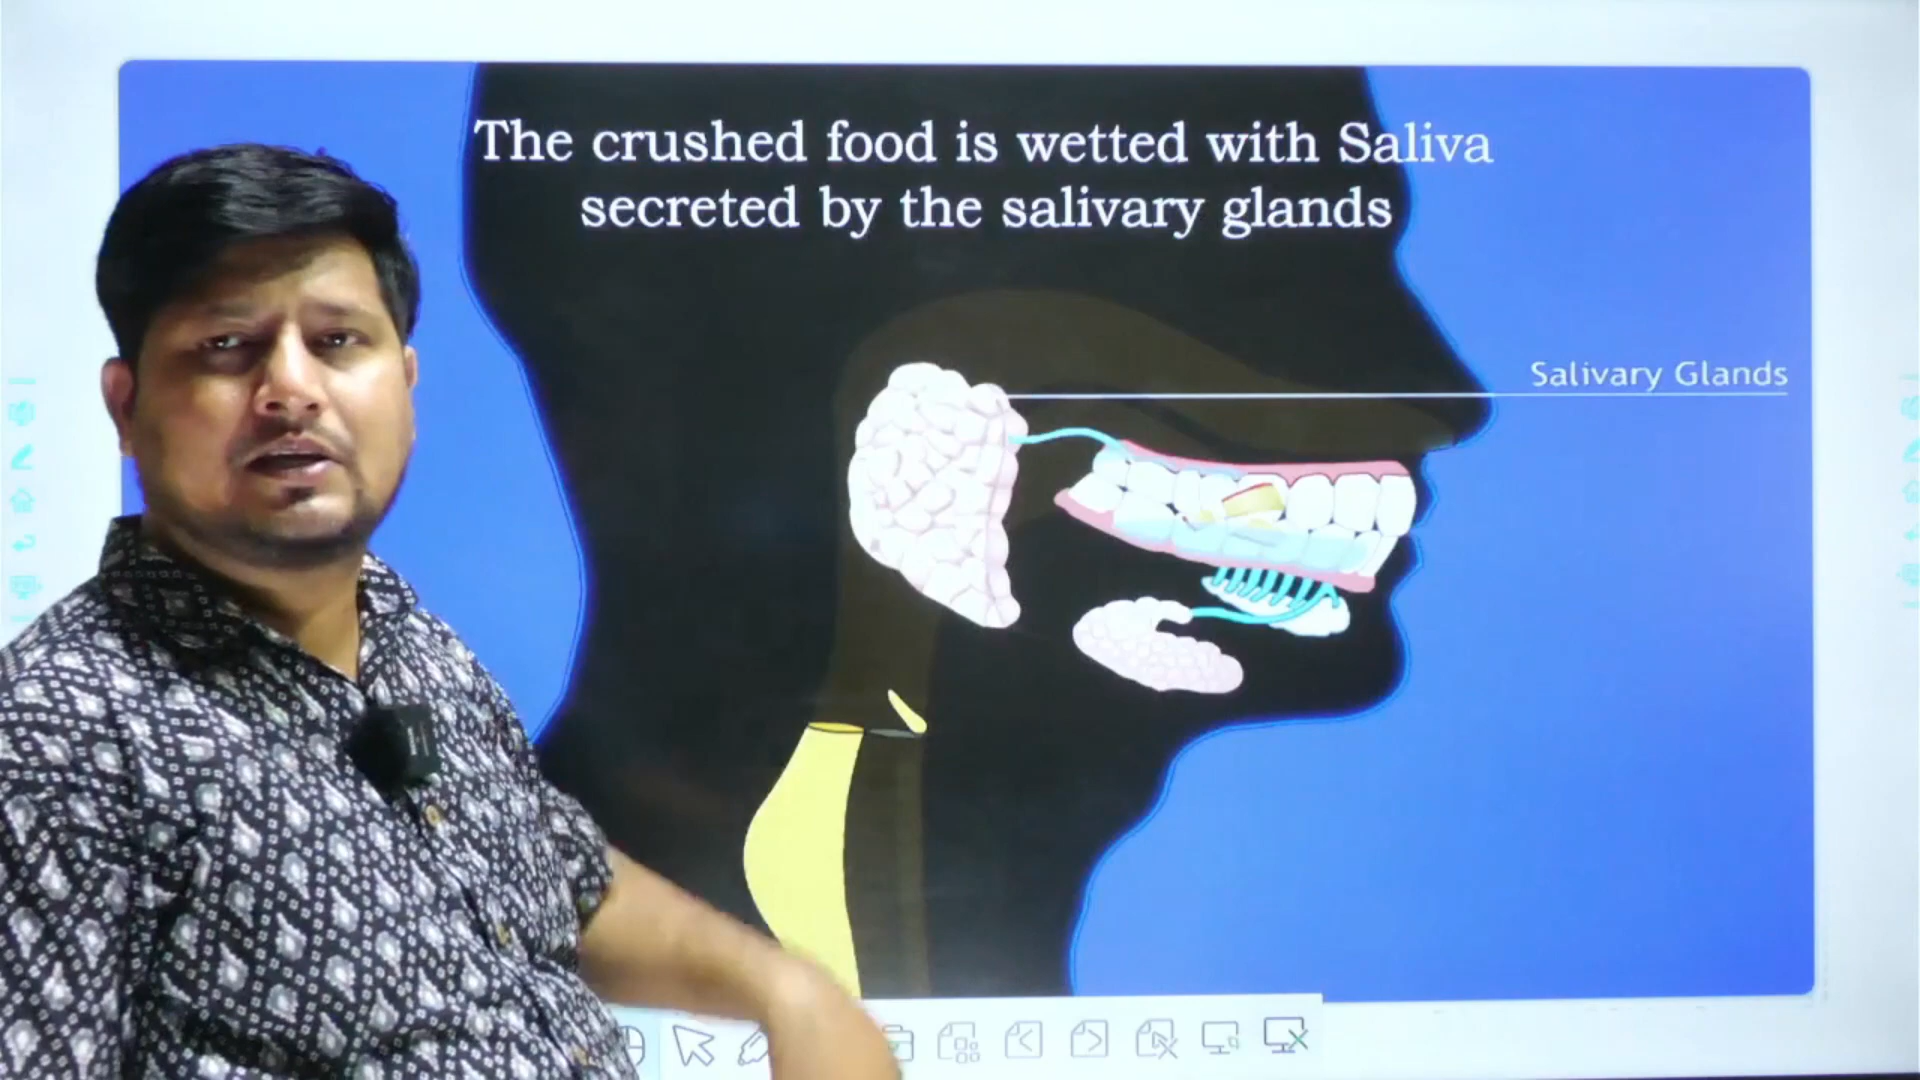 The crushed food is wetted with Saliva
secreted by the salivary glands
Salivary Glands